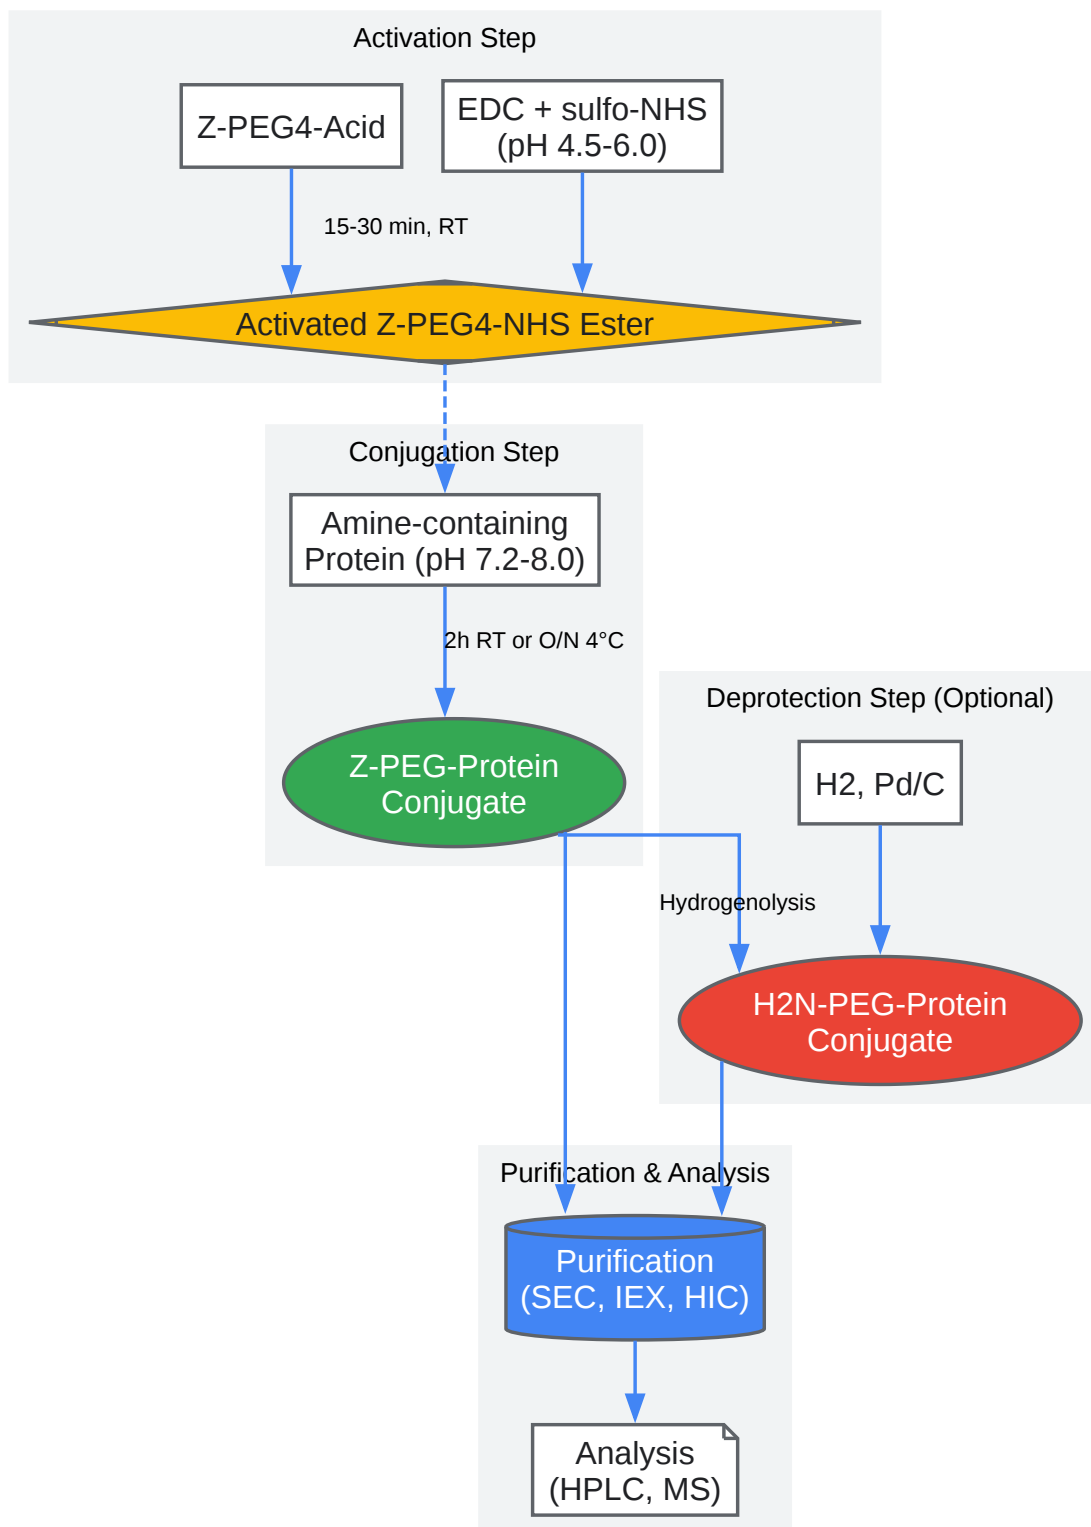 Activation Step
Z-PEG4-Acid
EDC + sulfo-NHS
(pH 4.5-6.0)
15-30 min, RT
Activated Z-PEG4-NHS Ester
Conjugation Step
Amine-containing
Protein (pH 7.2-8.0)
2h RT or O/N 4°C
Z-PEG-Protein
Conjugate
Deprotection Step (Optional)
H2, Pd/C
Hydrogenolysis
H2N-PEG-Protein
Conjugate
Purification & Analysis
Purification
(SEC, IEX, HIC)
Analysis
(HPLC, MS)